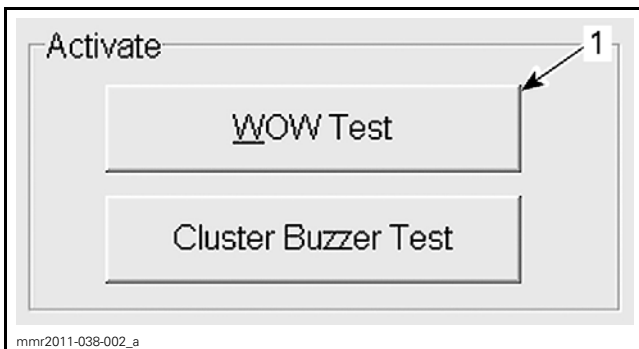 Activate
1
WOW Test
Cluster Buzzer Test
mmr2011-038-002_a